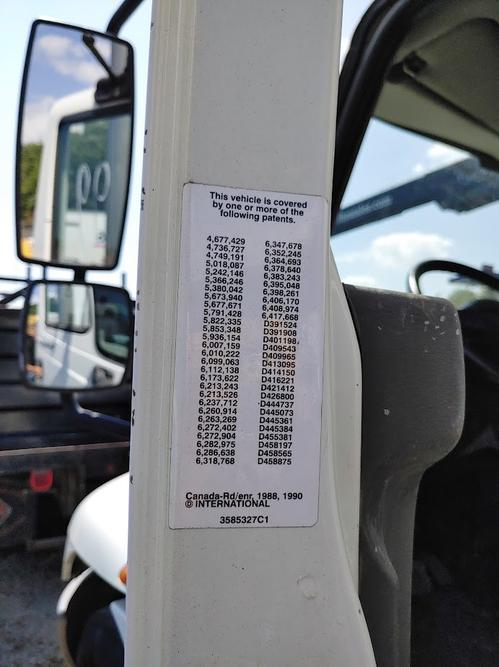 This vehicle is covered
by one or more of the
following patents.
4,677,429
4,736,727
4,749,191
5,018,087
5,242,146
5,366,246
5,380,042
5,673,940
5,677,671
5,791,428
5,822,335
5,853,348
5,936,154
6,007,159
6,010,222
6,099,063
6,112,138
6,173,622
6,213,243
6,213,526
6,237,712
6,260,914
6,263,269
6,272,402
6,272,904
6,282,975
6,286,638
6,318,768
6,347,678
6,352,245
6,364,693
6,378,640
6,383,243
6,395,048
6,398,261
6,406,170
6,408,974
6,417,668
D391524
D391908
D401198
D409543
D409965
D413095
D414150
D416221
D421412
D426800
D444737
D445073
D445361
D445384
D455381
D458197
D458565
D458875
Canada-Rd/enr. 1988, 1990
© INTERNATIONAL
3585327C1